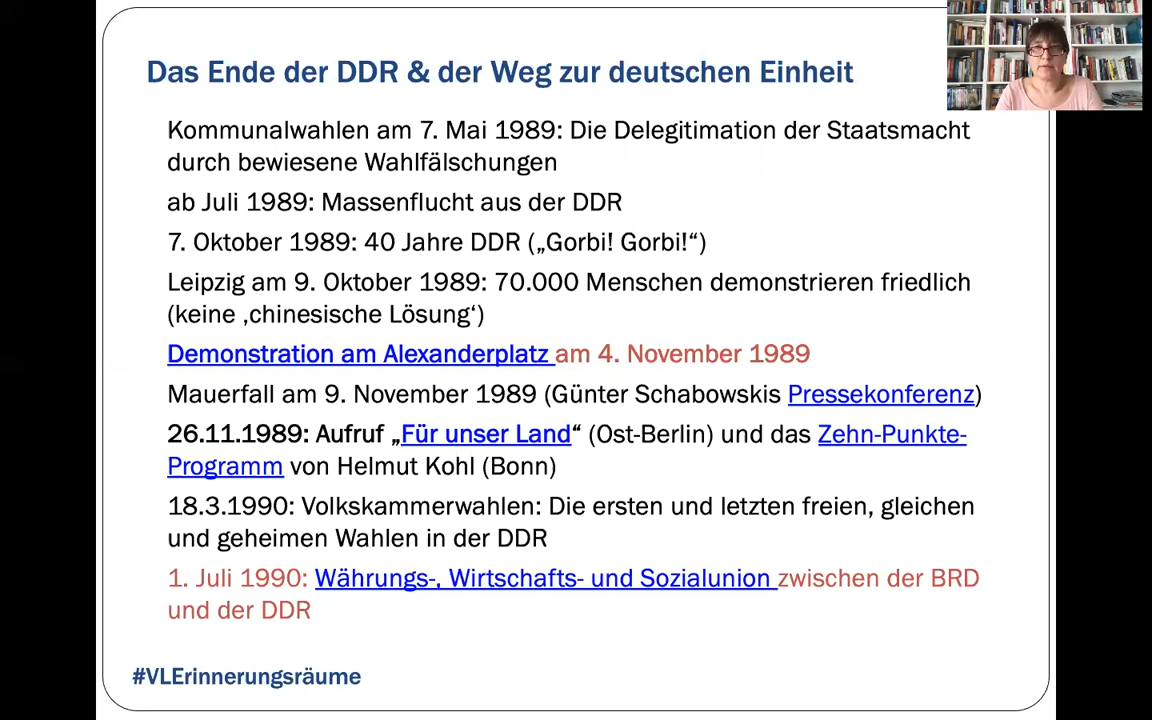 Das Ende der DDR & der Weg zur deutschen Einheit
Kommunalwahlen am 7. Mai 1989: Die Delegitimation der Staatsmacht
durch bewiesene Wahlfälschungen
ab Juli 1989: Massenflucht aus der DDR
7. Oktober 1989: 40 Jahre DDR („Gorbi! Gorbi!“)
Leipzig am 9. Oktober 1989: 70.000 Menschen demonstrieren friedlich
(keine ‚chinesische Lösung‘)
Demonstration am Alexanderplatz am 4. November 1989
Mauerfall am 9. November 1989 (Günter Schabowskis Pressekonferenz)
26.11.1989: Aufruf „Für unser Land“ (Ost-Berlin) und das Zehn-Punkte-
Programm von Helmut Kohl (Bonn)
18.3.1990: Volkskammerwahlen: Die ersten und letzten freien, gleichen
und geheimen Wahlen in der DDR
1. Juli 1990: Währungs-, Wirtschafts- und Sozialunion zwischen der BRD
und der DDR
#VLErinnerungsräume